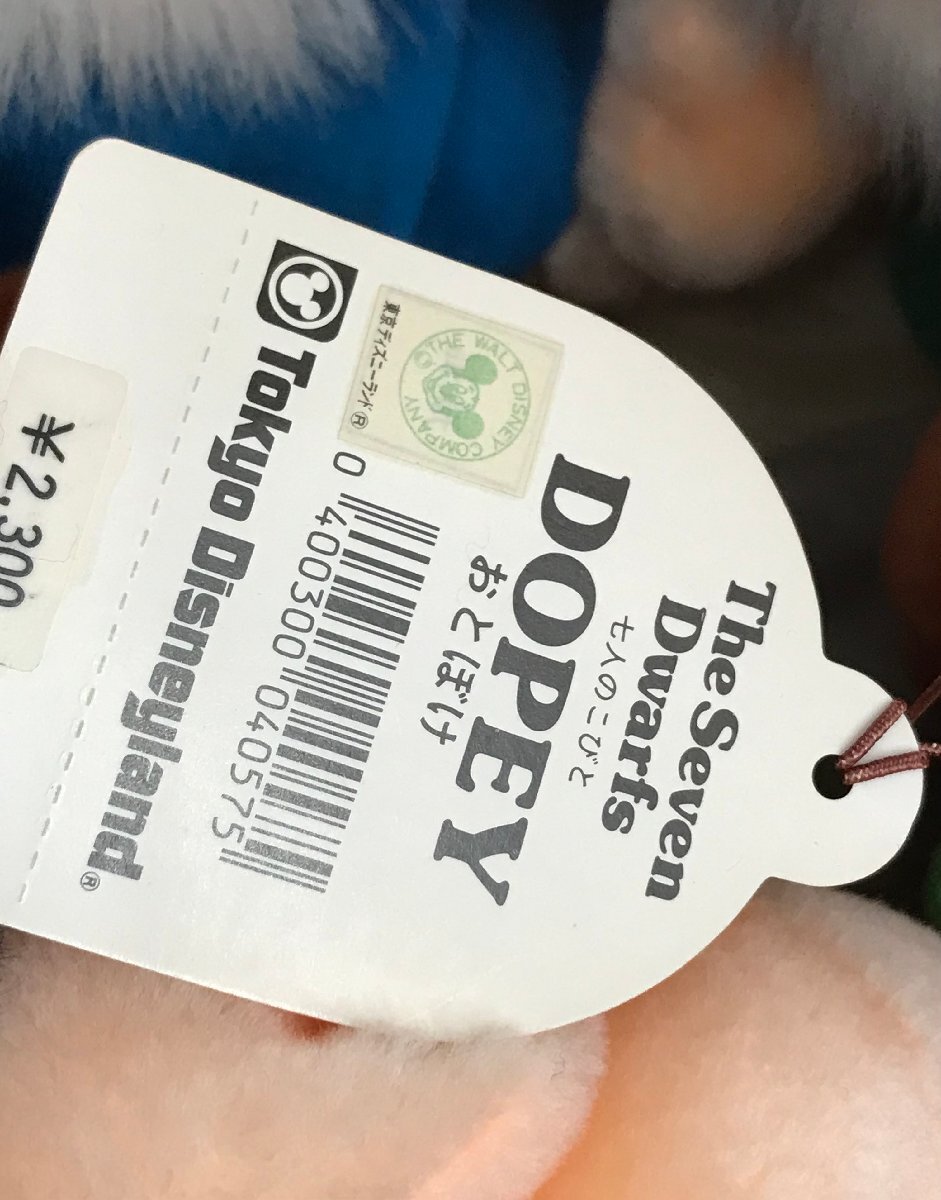 The Seven
Dwarfs
七人のこびと
DOPEY
おとぼけ
©THE WALT DISNEY COMPANY
東京ディズニーランド®
0 400300 040575
Tokyo Disneyland®
¥2,300